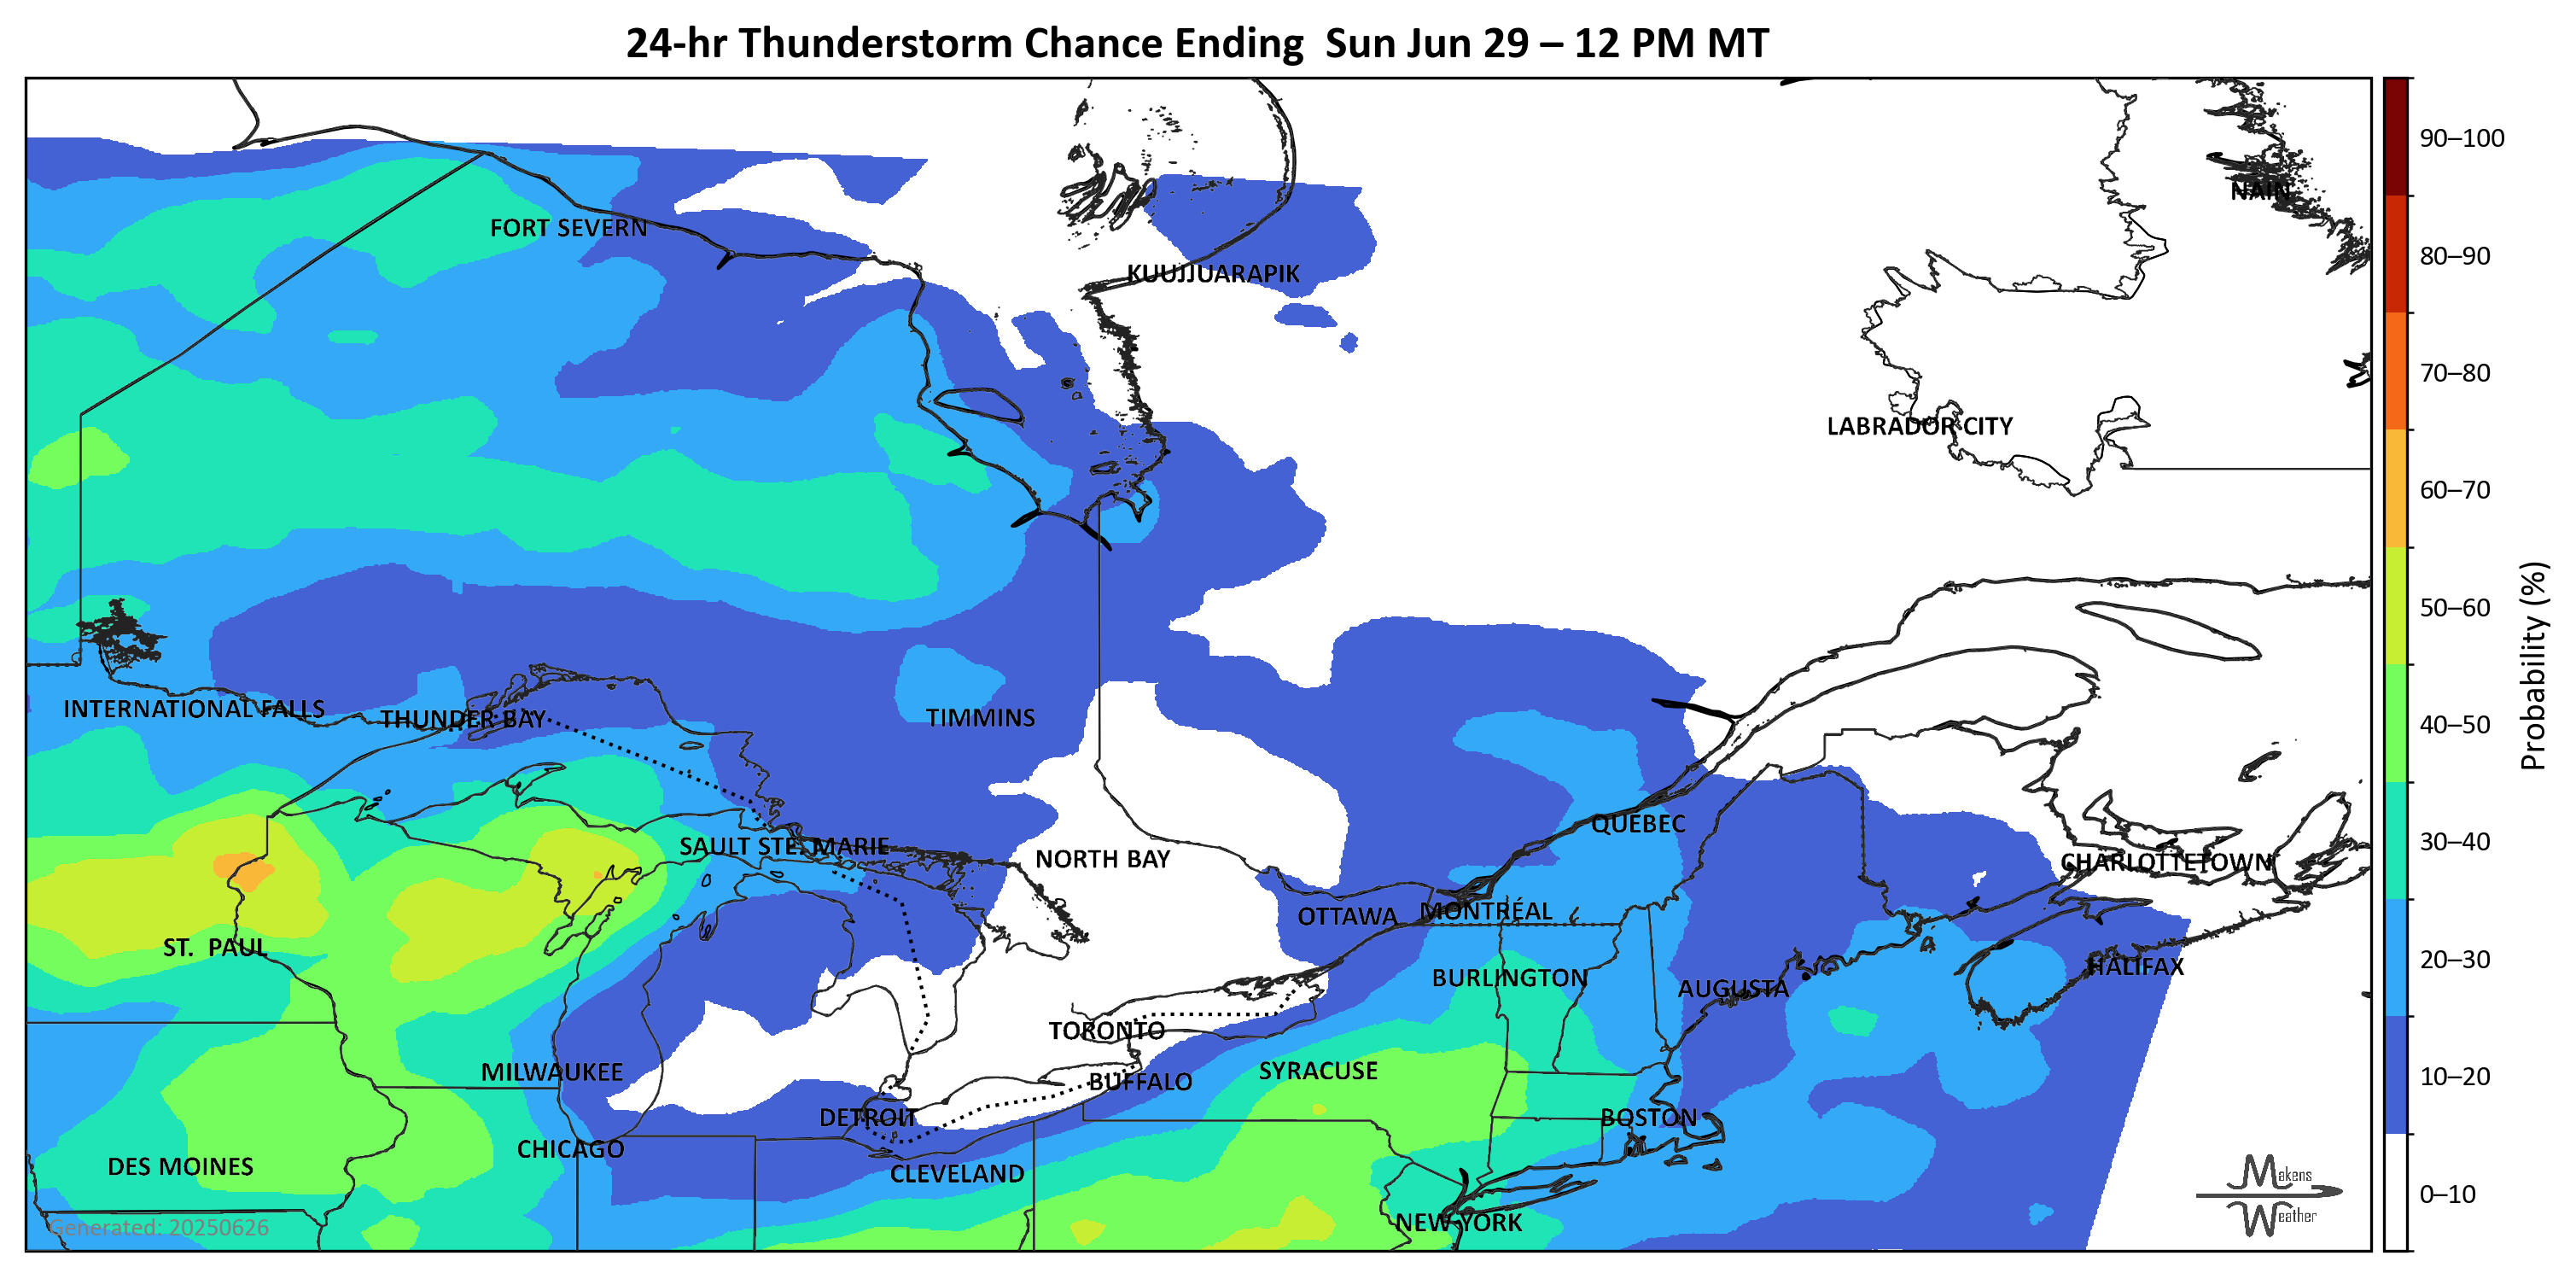 24-hr Thunderstorm Chance Ending  Sun Jun 29 – 12 PM MT
90–100
NAIN
FORT SEVERN
80–90
KUUJJUARAPIK
70–80
LABRADOR CITY
60–70
50–60
Probability (%)
INTERNATIONAL FALLS
THUNDER BAY
TIMMINS
40–50
QUEBEC
SAULT STE. MARIE
30–40
NORTH BAY
CHARLOTTETOWN
OTTAWA
MONTRÉAL
ST.  PAUL
20–30
HALIFAX
BURLINGTON
AUGUSTA
TORONTO
MILWAUKEE
SYRACUSE
10–20
BUFFALO
DETROIT
BOSTON
CHICAGO
DES MOINES
CLEVELAND
Makens
Weather
0–10
NEW YORK
Generated: 20250626